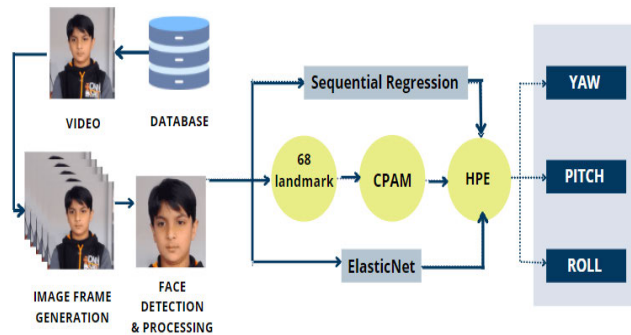 VIDEO
DATABASE
IMAGE FRAME
GENERATION
FACE
DETECTION
& PROCESSING
Sequential Regression
68
landmark
CPAM
HPE
ElasticNet
YAW
PITCH
ROLL